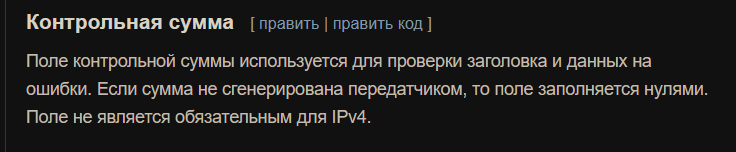 Контрольная сумма [ править | править код ]
Поле контрольной суммы используется для проверки заголовка и данных на
ошибки. Если сумма не сгенерирована передатчиком, то поле заполняется нулями.
Поле не является обязательным для IPv4.